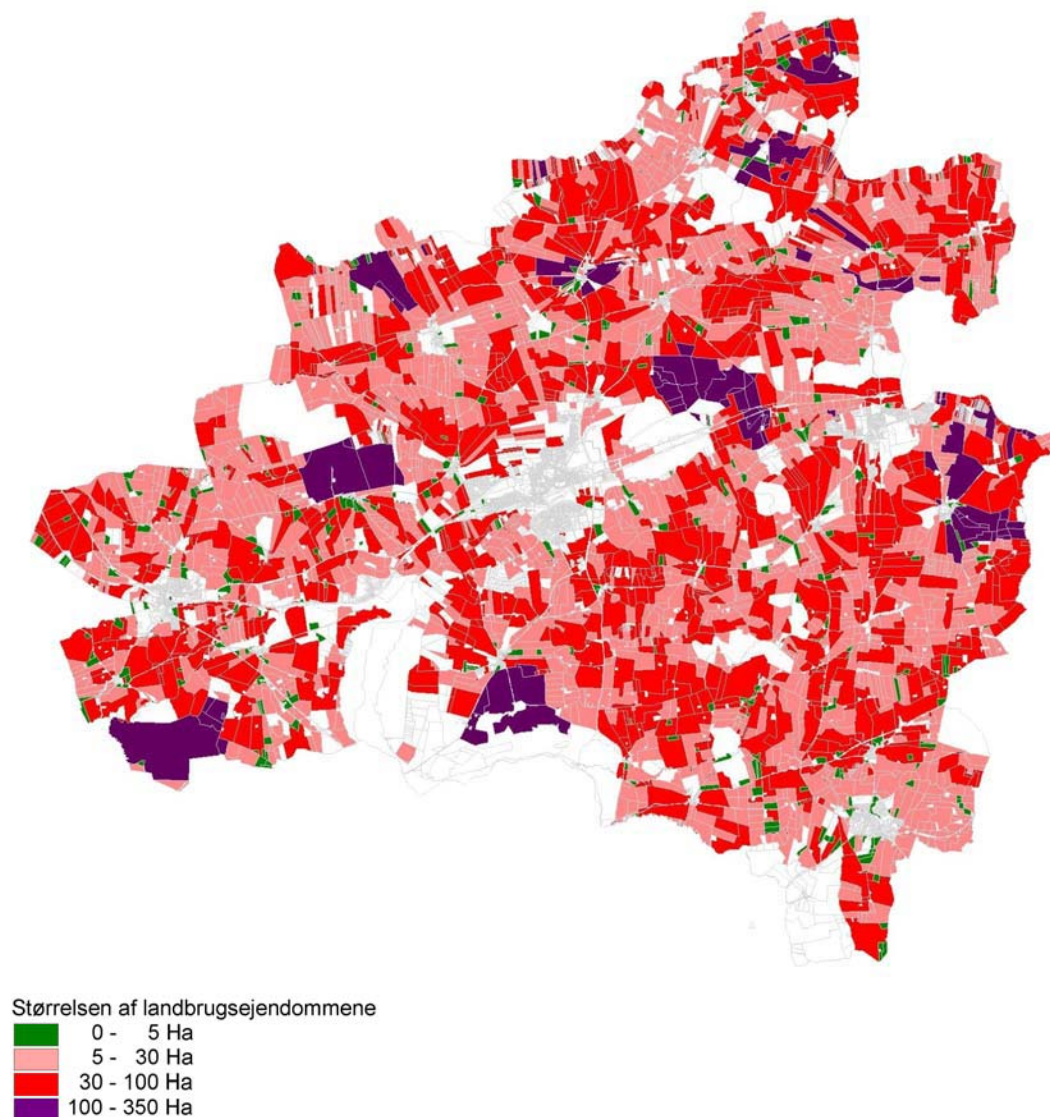 Størrelsen af landbrugsejendommene
0 - 5 Ha
5 - 30 Ha
30 - 100 Ha
100 - 350 Ha